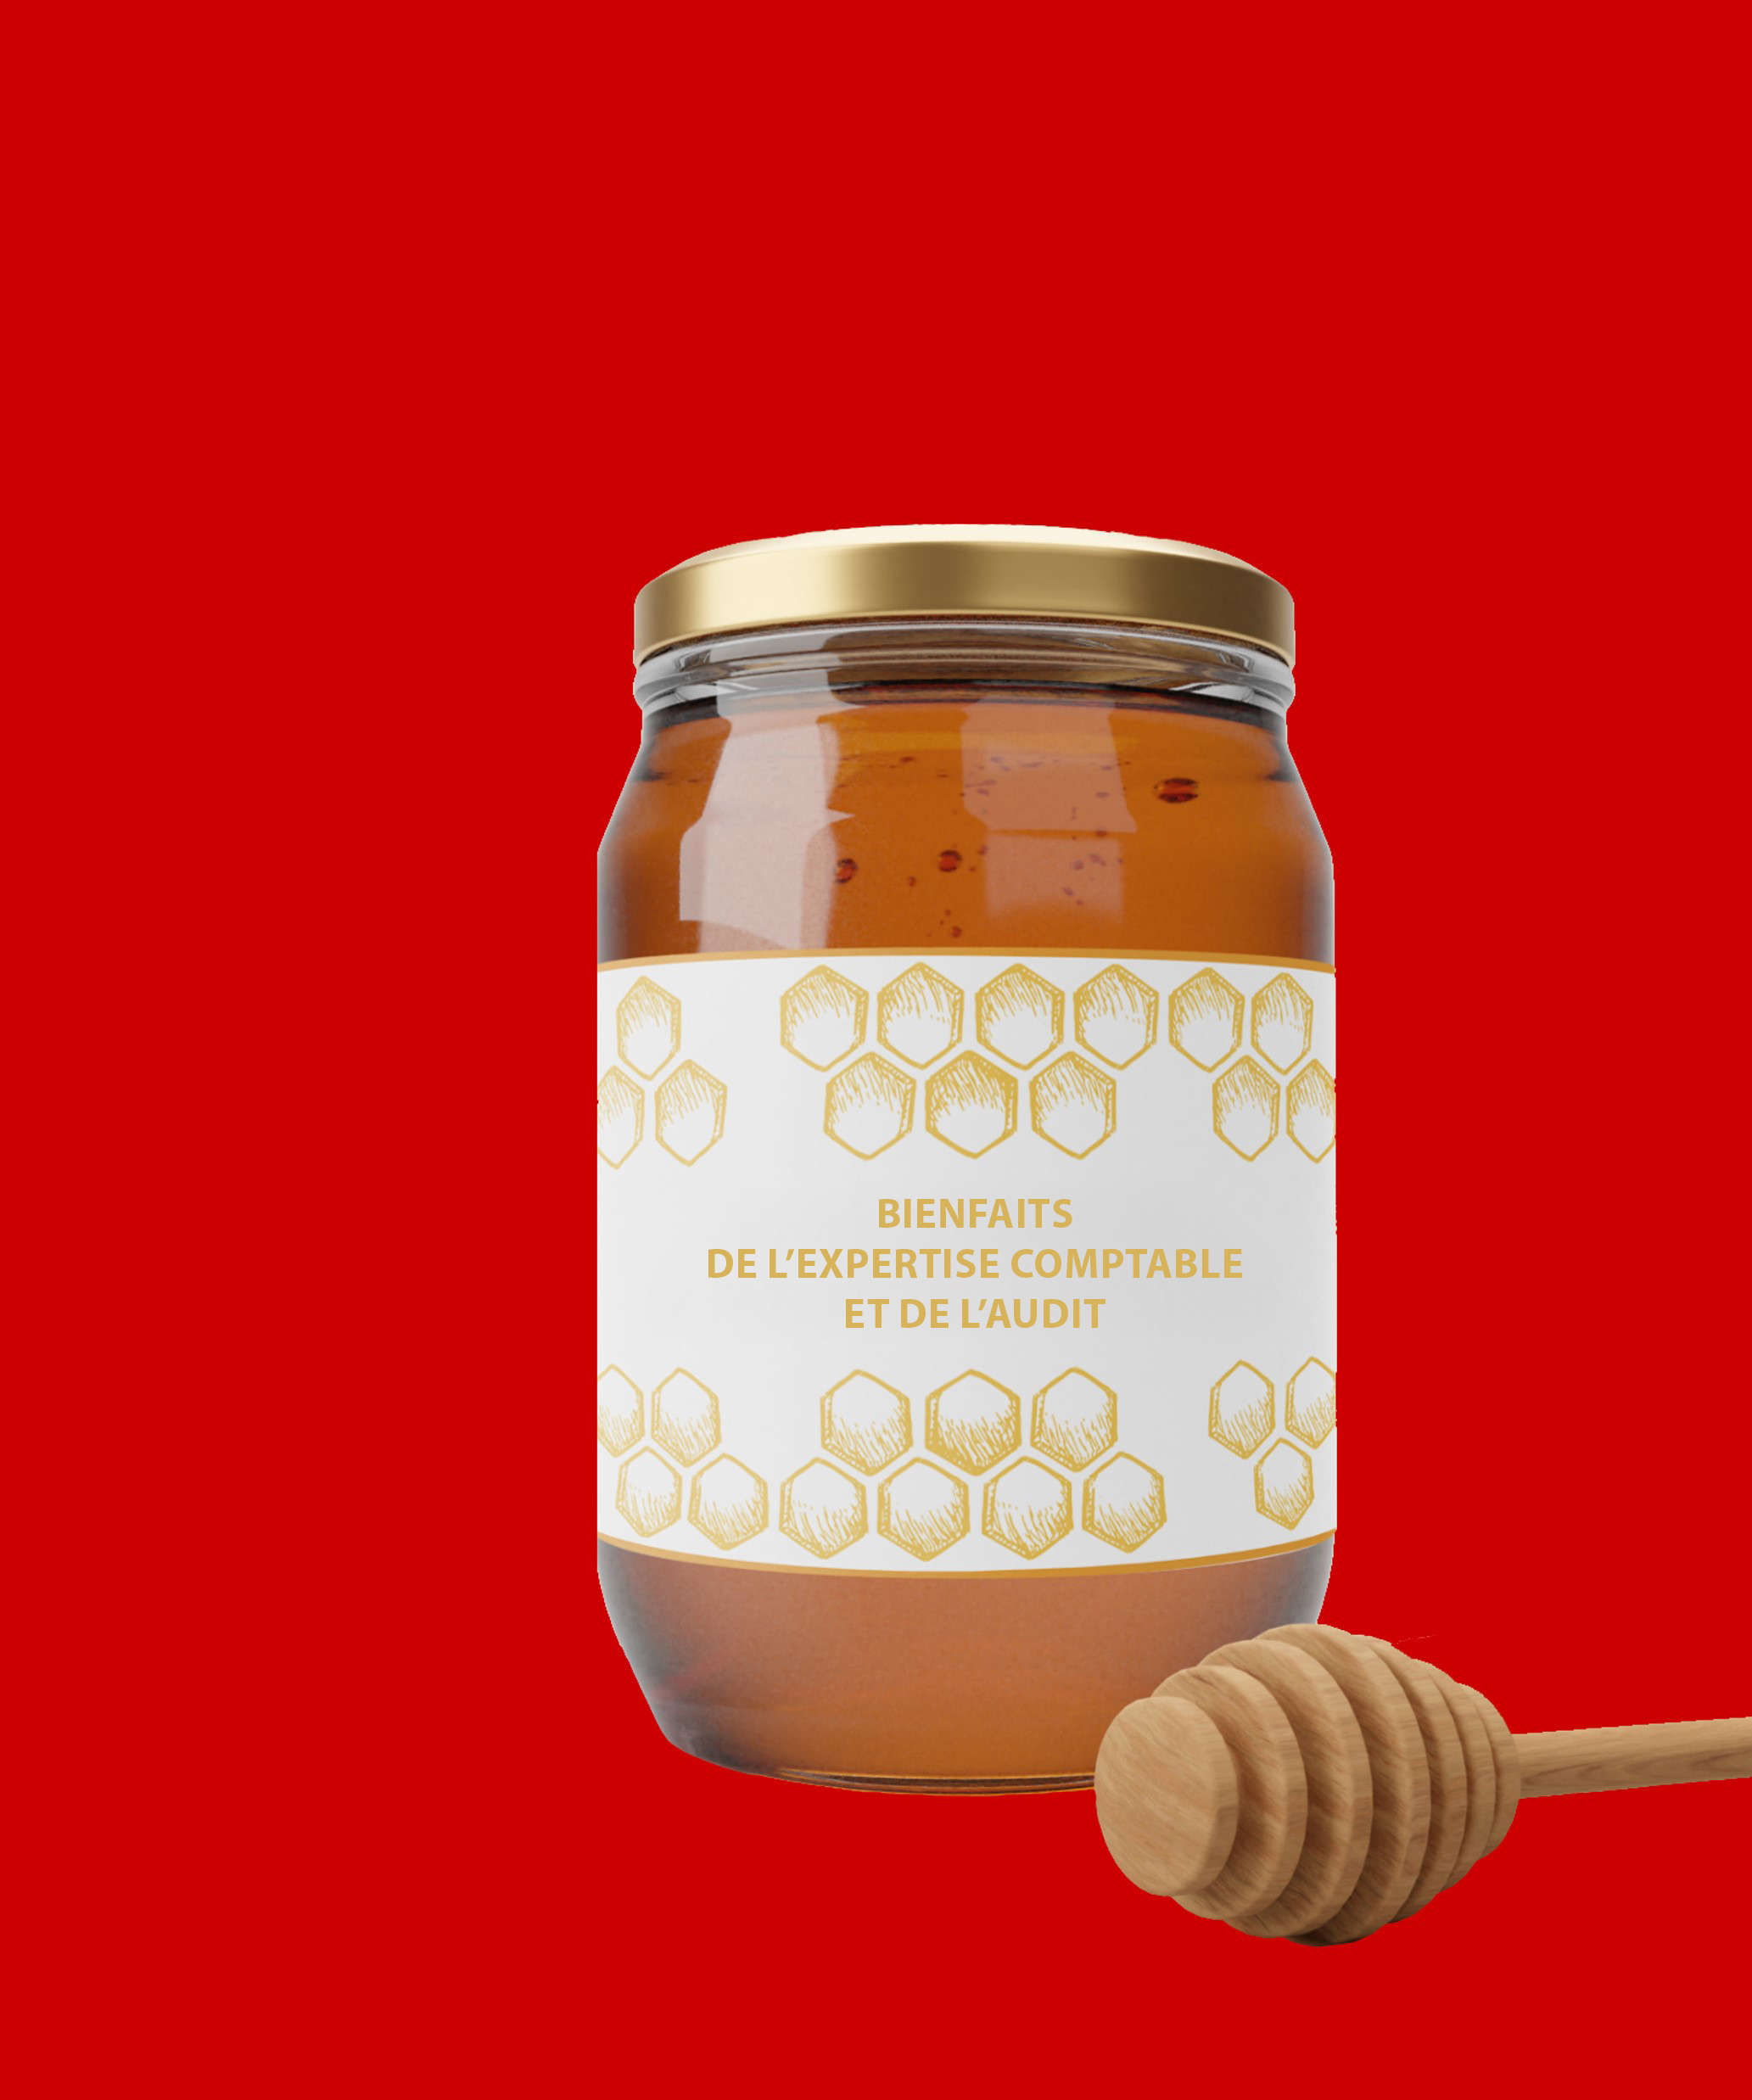 BIENFAITS
DE L’EXPERTISE COMPTABLE
ET DE L’AUDIT